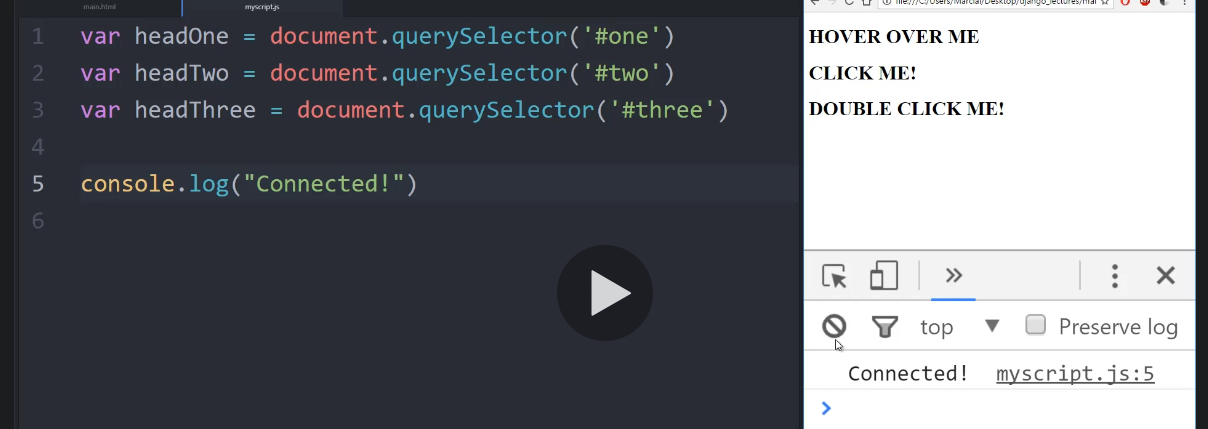 main.html
myscript.js
1 var headOne = document.querySelector('#one')
2 var headTwo = document.querySelector('#two')
3 var headThree = document.querySelector('#three')
4
5 console.log("Connected!")
6
file:///C:/Users/Marcial/Desktop/django_lectures/mai
HOVER OVER ME
CLICK ME!
DOUBLE CLICK ME!
top
Preserve log
Connected! myscript.js:5